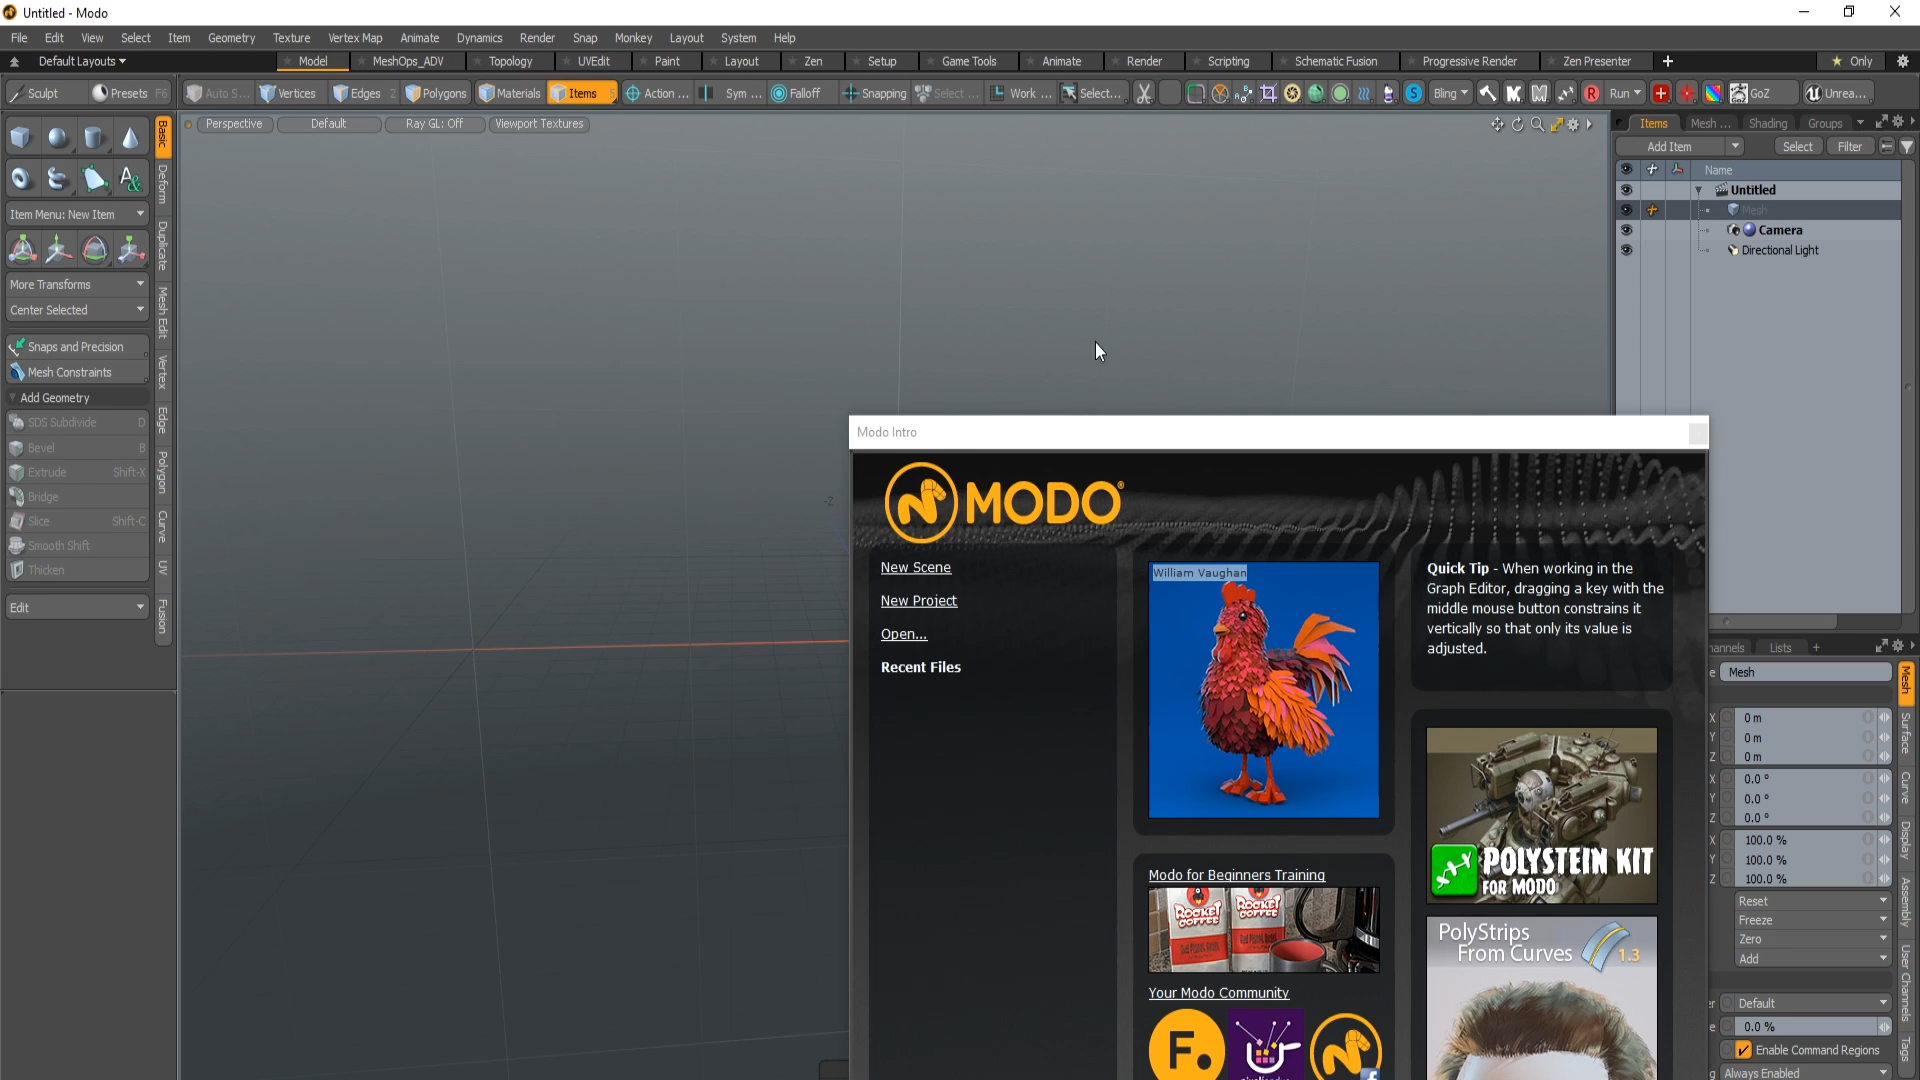 Untitled - Modo
File Edit View Select Item Geometry Texture Vertex Map Animate Dynamics Render Snap Monkey Layout System Help
Default Layouts Model MeshOps_ADV Topology UVEdit Paint Layout Zen Setup Game Tools Animate Render Scripting Schematic Fusion Progressive Render Zen Presenter + Only
Sculpt Presets F6 Auto S... Vertices Edges 2 Polygons Materials Items 5 Action ... Sym ... Falloff Snapping Select ... Work ... Select... Bling Run GoZ Unrea...
Perspective Default Ray GL: Off Viewport Textures
Basic
Deform
Duplicate
Mesh Edit
Vertex
Edge
Polygon
Curve
UV
Fusion
Item Menu: New Item
More Transforms
Center Selected
Snaps and Precision
Mesh Constraints
Add Geometry
SDS Subdivide D
Bevel B
Extrude Shift-X
Bridge
Slice Shift-C
Smooth Shift
Thicken
Edit
-Z
Items Mesh ... Shading Groups
Add Item Select Filter
Name
Untitled
Mesh
Camera
Directional Light
Modo Intro
MODO®
New Scene
New Project
Open...
Recent Files
William Vaughan
Modo for Beginners Training
ROCKET COFFEE ROCKET COFFEE
Your Modo Community
F.
Quick Tip - When working in the
Graph Editor, dragging a key with the
middle mouse button constrains it
vertically so that only its value is
adjusted.
POLYSTEIN KIT
FOR MODO
PolyStrips
From Curves 1.3
Lists +
Mesh
X 0 m
Y 0 m
Z 0 m
X 0.0 °
Y 0.0 °
Z 0.0 °
X 100.0 %
Y 100.0 %
Z 100.0 %
Reset
Freeze
Zero
Add
Default
0.0 %
Enable Command Regions
Always Enabled
Mesh
Surface
Curve
Display
Assembly
User Channels
Tags